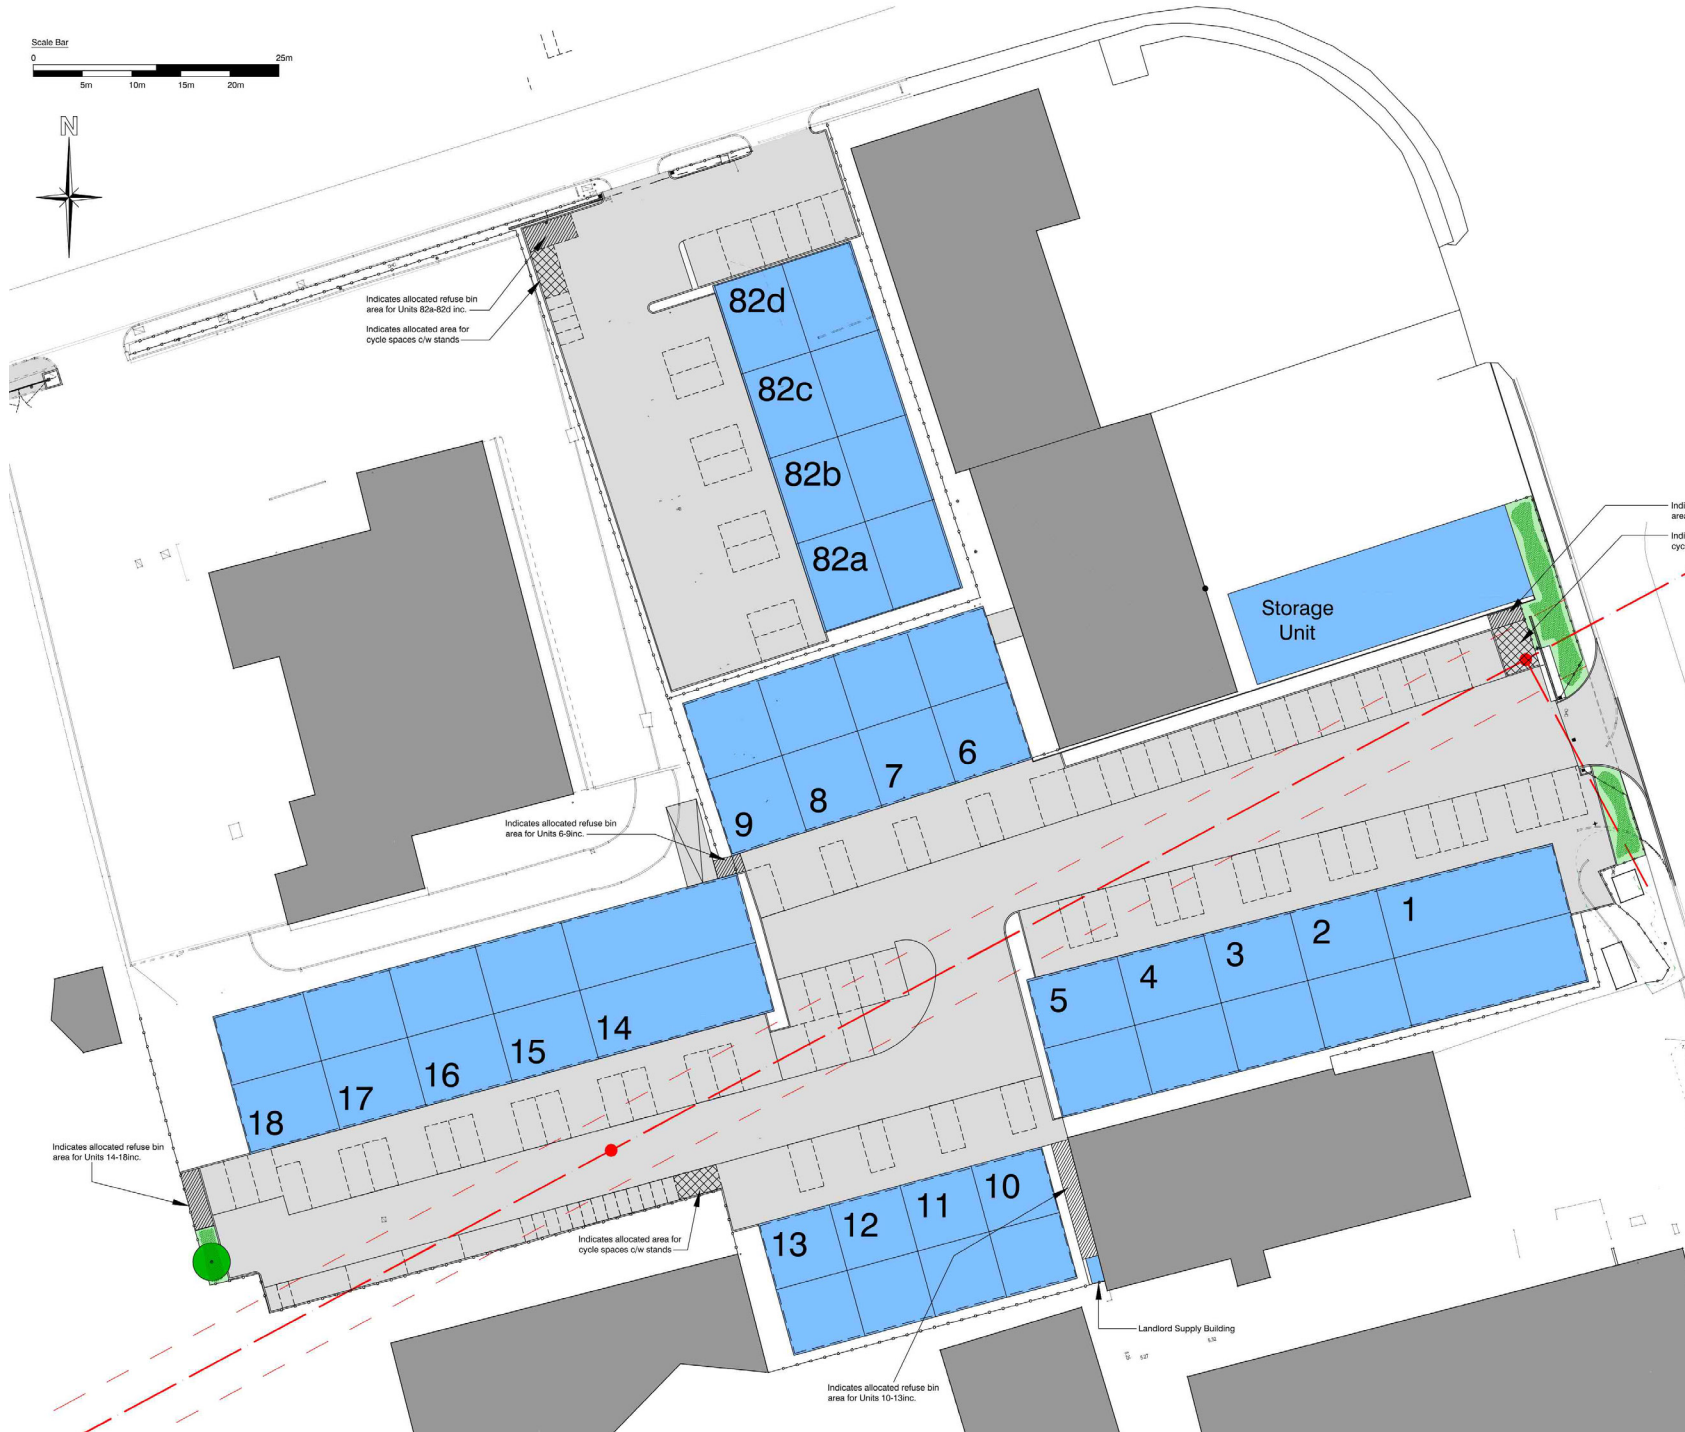 Scale Bar
0 25m
5m 10m 15m 20m
N
Indicates allocated refuse bin
area for Units 82a-82d inc.
Indicates allocated area for
cycle spaces c/w stands
82d
82c
82b
82a
Storage
Unit
Indi
area
Indi
cyc
6
7
8
9
Indicates allocated refuse bin
area for Units 6-9inc.
1
2
3
4
5
14
15
16
17
18
Indicates allocated refuse bin
area for Units 14-18inc.
Indicates allocated area for
cycle spaces c/w stands
10
11
12
13
Landlord Supply Building
Indicates allocated refuse bin
area for Units 10-13inc.